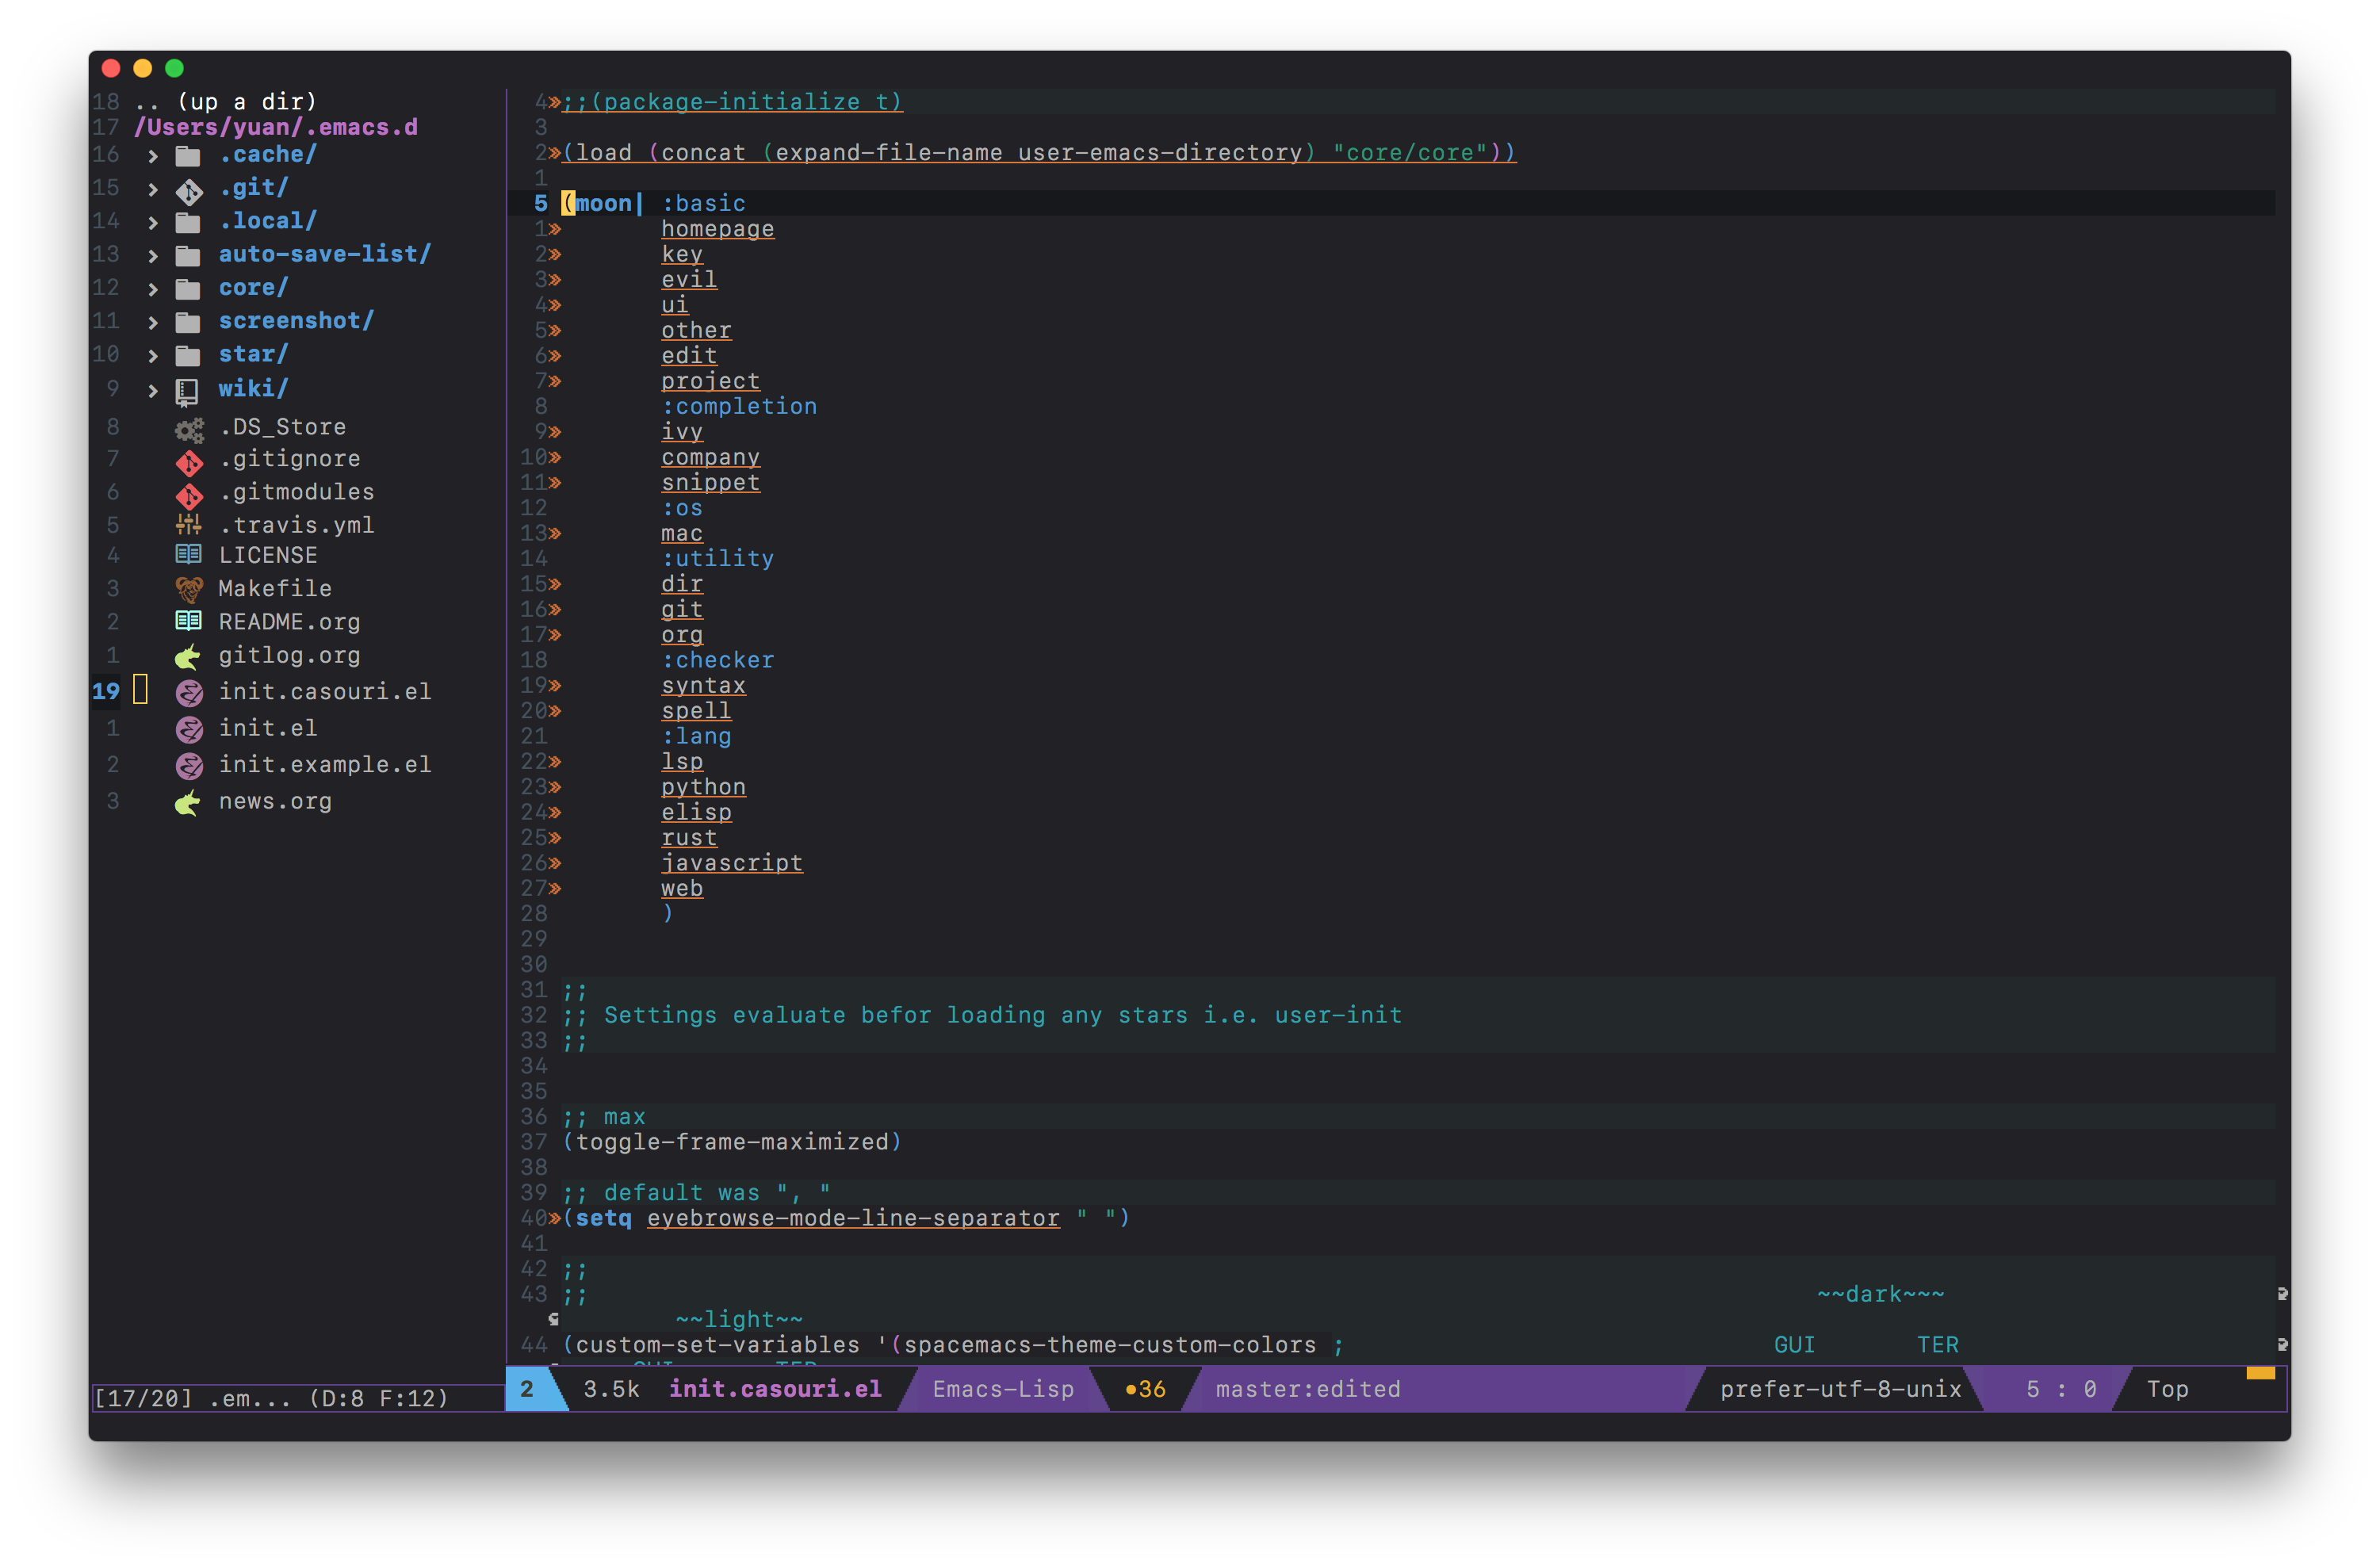 18 .. (up a dir)
17 /Users/yuan/.emacs.d
16 .cache/
15 .git/
14 .local/
13 auto-save-list/
12 core/
11 screenshot/
10 star/
9 wiki/
8 .DS_Store
7 .gitignore
6 .gitmodules
5 .travis.yml
4 LICENSE
3 Makefile
2 README.org
1 gitlog.org
19 init.casouri.el
1 init.el
2 init.example.el
3 news.org
[17/20] .em... (D:8 F:12)
4»;;(package-initialize t)
3
2»(load (concat (expand-file-name user-emacs-directory) "core/core"))
1
5 (moon| :basic
1» homepage
2» key
3» evil
4» ui
5» other
6» edit
7» project
8 :completion
9» ivy
10» company
11» snippet
12 :os
13» mac
14 :utility
15» dir
16» git
17» org
18 :checker
19» syntax
20» spell
21 :lang
22» lsp
23» python
24» elisp
25» rust
26» javascript
27» web
28 )
29
30
31 ;;
32 ;; Settings evaluate befor loading any stars i.e. user-init
33 ;;
34
35
36 ;; max
37 (toggle-frame-maximized)
38
39 ;; default was ", "
40»(setq eyebrowse-mode-line-separator " ")
41
42 ;;
43 ;; ~~dark~~~
~~light~~
44 (custom-set-variables '(spacemacs-theme-custom-colors ; GUI TER
GUI TER
2 3.5k init.casouri.el Emacs-Lisp •36 master:edited prefer-utf-8-unix 5 : 0 Top